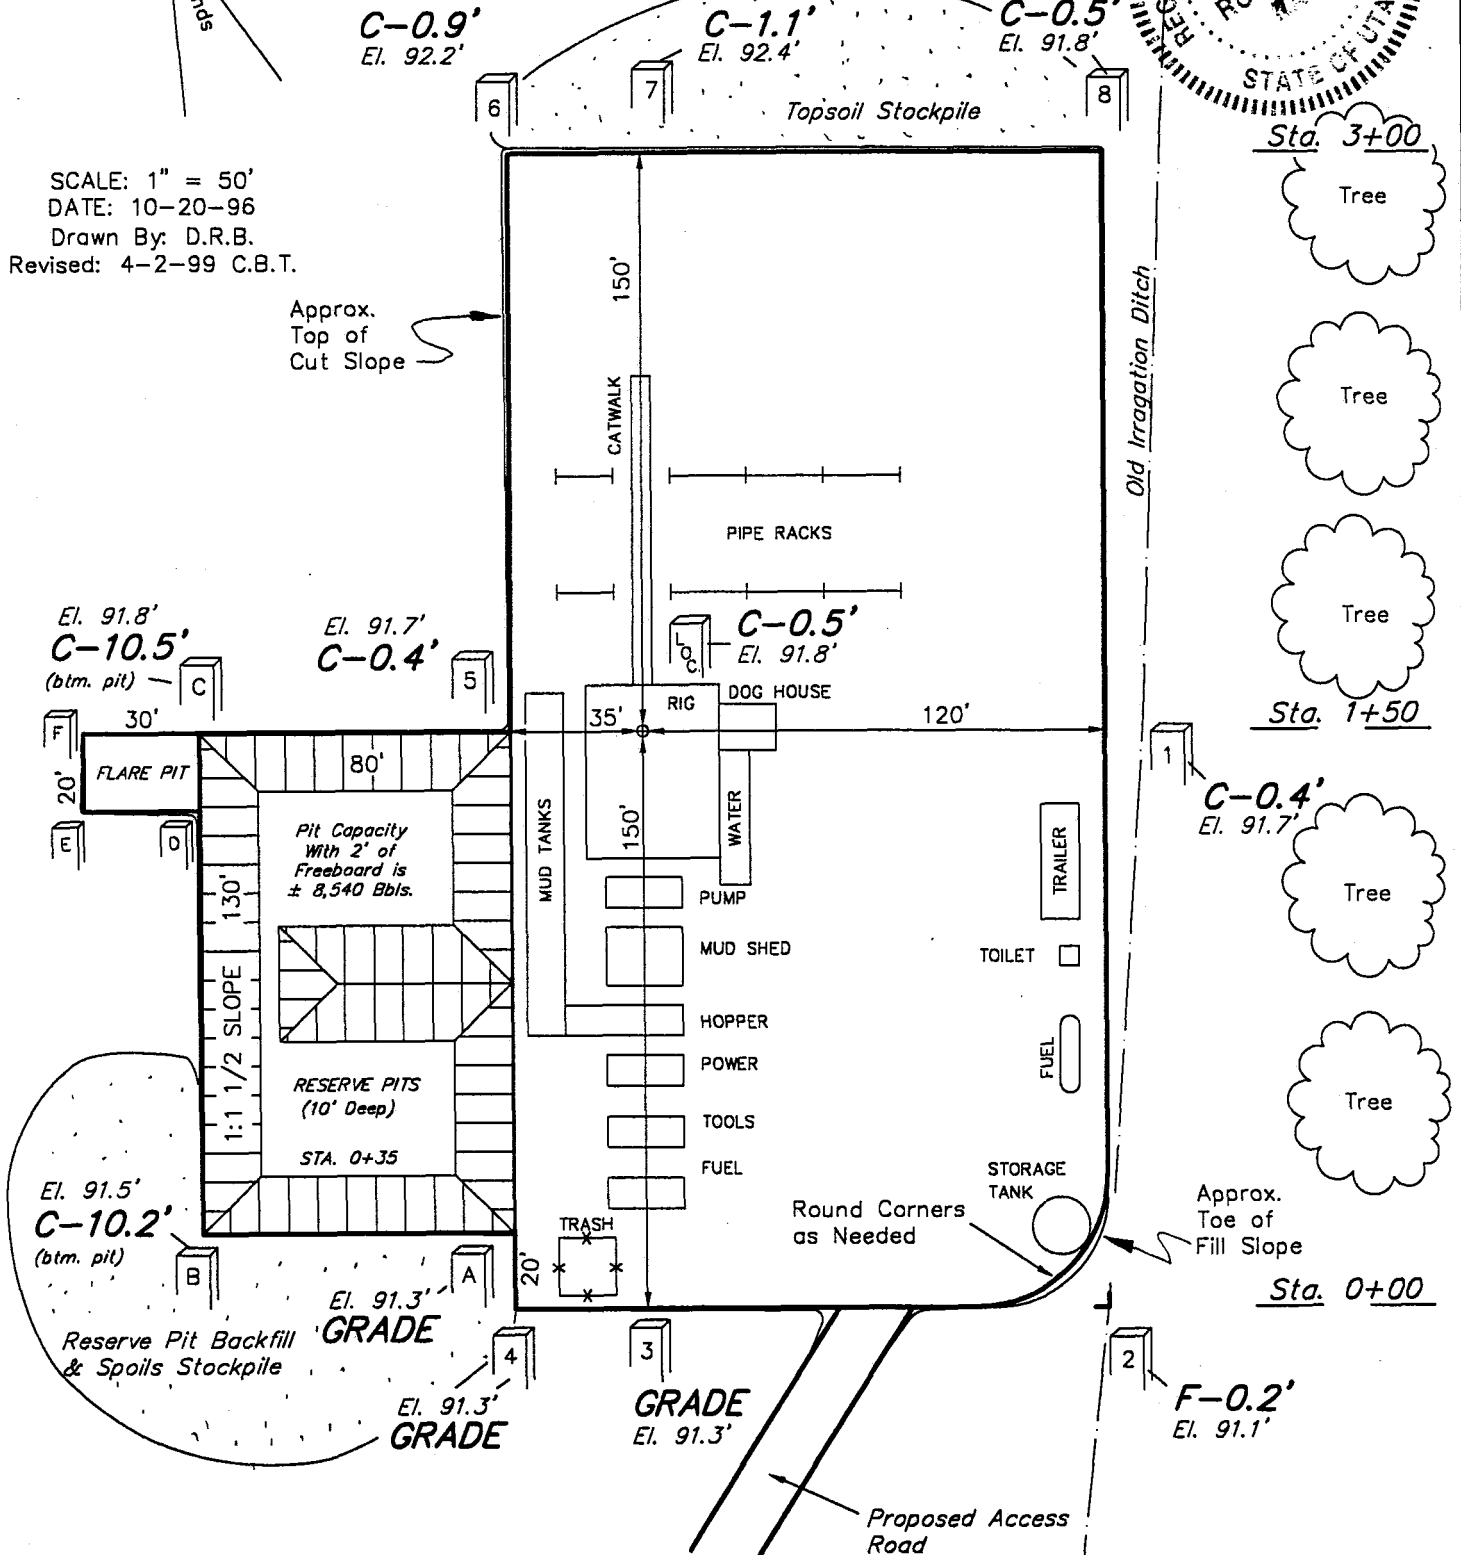 nds
C-0.9'
El. 92.2'
C-1.1'
El. 92.4'
C-0.5'
El. 91.8'
STATE OF UTA
6
7
8
Topsoil Stockpile
Sta. 3+00
SCALE: 1" = 50'
DATE: 10-20-96
Drawn By: D.R.B.
Revised: 4-2-99 C.B.T.
Tree
150'
Approx.
Top of
Cut Slope
Old Irragation Ditch
CATWALK
Tree
PIPE RACKS
El. 91.8'
C-10.5'
(btm. pit)
C
El. 91.7'
C-0.4'
5
LOC.
C-0.5'
El. 91.8'
Tree
RIG
DOG HOUSE
F
30'
35'
120'
Sta. 1+50
1
FLARE PIT
20'
80'
C-0.4'
El. 91.7'
E
D
Pit Capacity
With 2' of
Freeboard is
± 8,540 Bbls.
MUD TANKS
150'
WATER
TRAILER
Tree
130'
PUMP
MUD SHED
TOILET
1:1 1/2 SLOPE
HOPPER
POWER
FUEL
RESERVE PITS
(10' Deep)
Tree
TOOLS
STA. 0+35
FUEL
STORAGE
TANK
El. 91.5'
C-10.2'
(btm. pit)
B
A
TRASH
20'
Round Corners
as Needed
Approx.
Toe of
Fill Slope
El. 91.3'
GRADE
Sta. 0+00
Reserve Pit Backfill
& Spoils Stockpile
4
3
2
El. 91.3'
GRADE
GRADE
El. 91.3'
F-0.2'
El. 91.1'
Proposed Access
Road